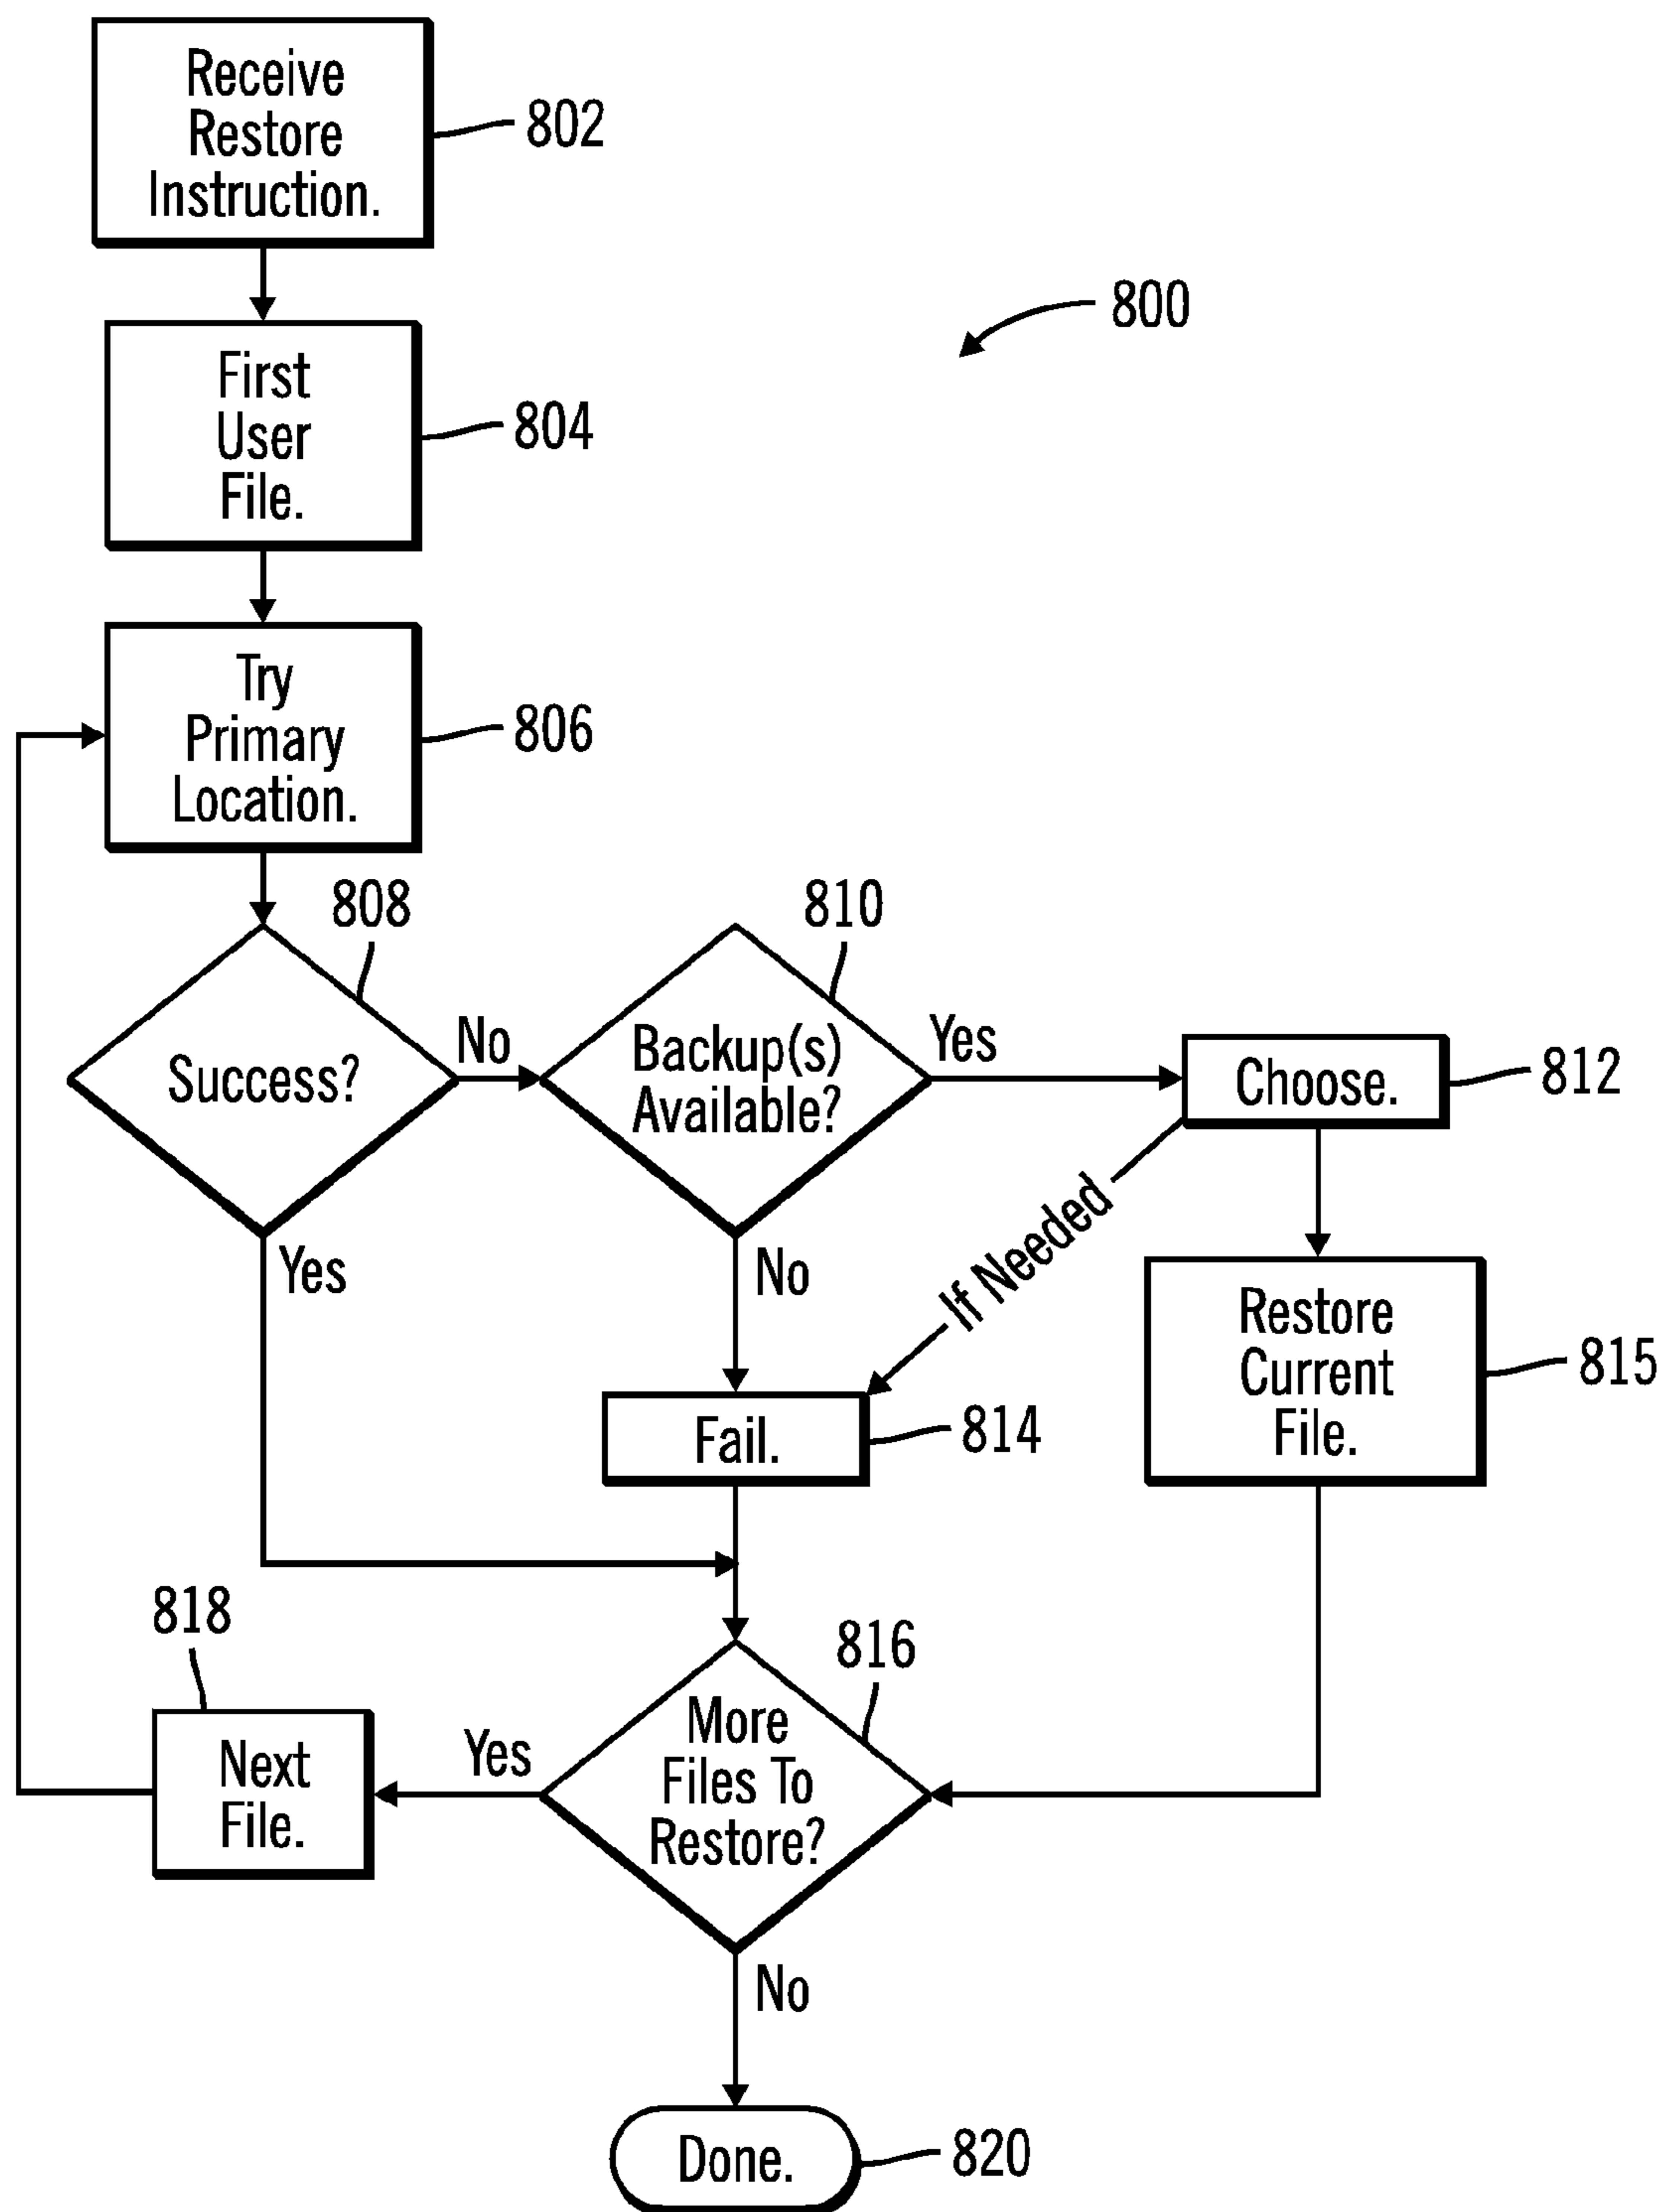 Receive
Restore
Instruction.
802
800
First
User
File.
804
Try
Primary
Location.
806
808
Success?
No
Yes
810
Backup(s)
Available?
Yes
No
Choose.
812
If Needed
Fail.
814
Restore
Current
File.
815
816
More
Files To
Restore?
Yes
No
818
Next
File.
Done.
820